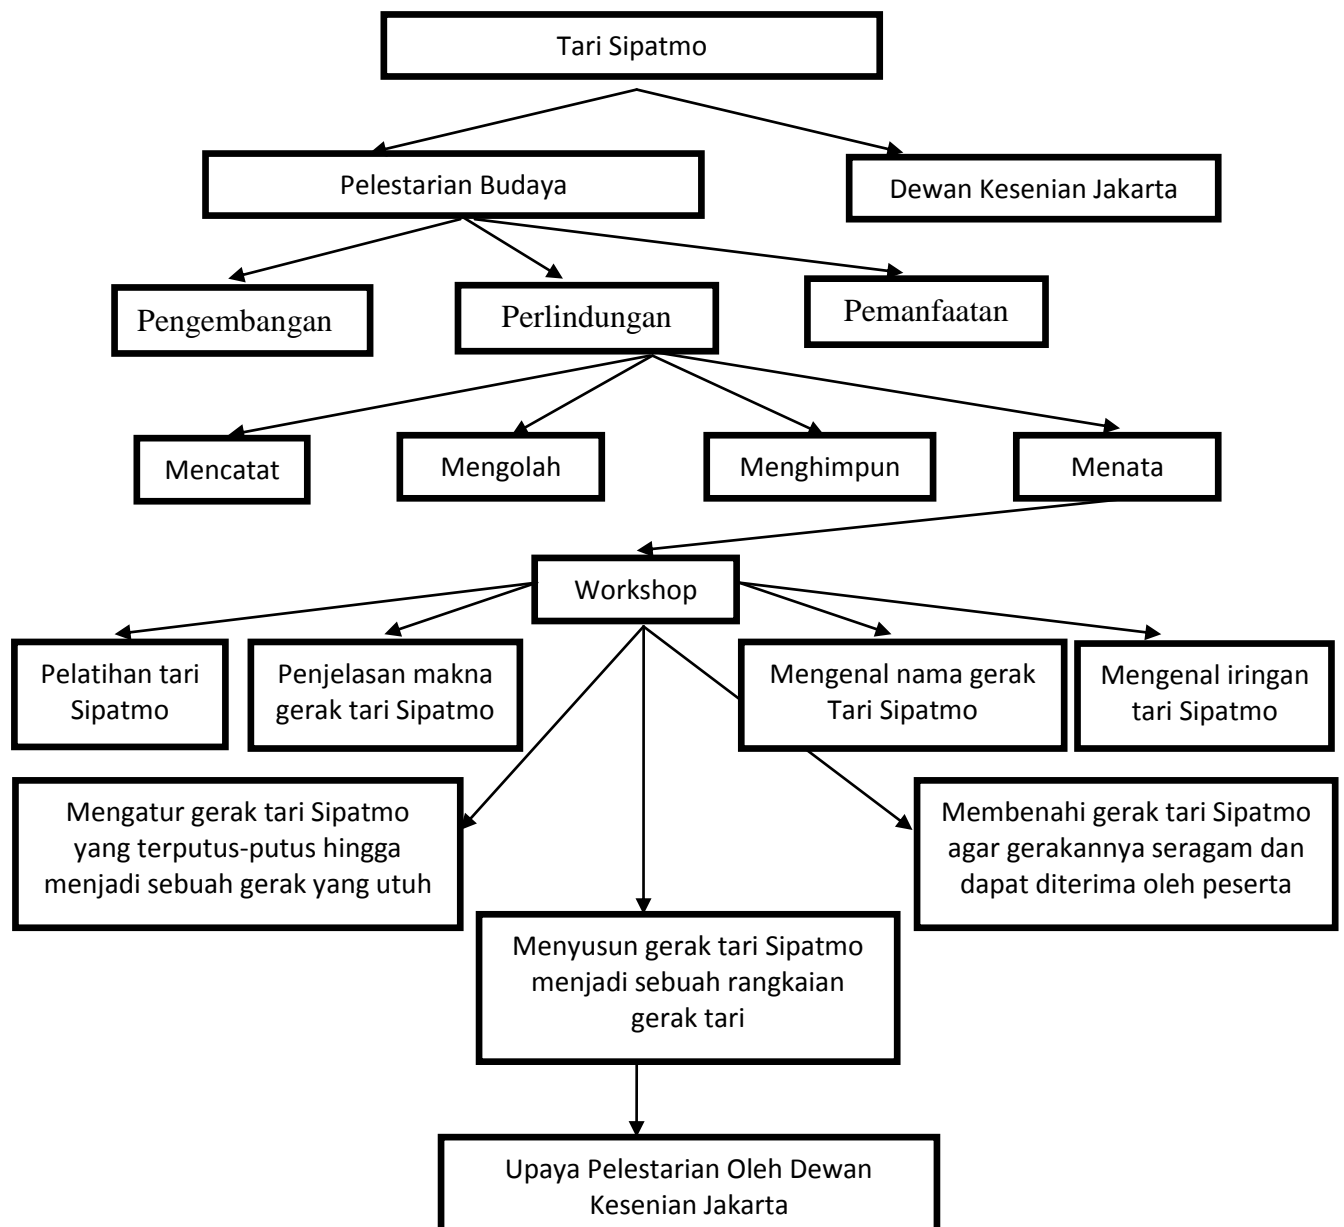 Tari Sipatmo
Pelestarian Budaya
Dewan Kesenian Jakarta
Pengembangan
Perlindungan
Pemanfaatan
Mencatat
Mengolah
Menghimpun
Menata
Workshop
Pelatihan tari
Sipatmo
Penjelasan makna
gerak tari Sipatmo
Mengenal nama gerak
Tari Sipatmo
Mengenal iringan
tari Sipatmo
Mengatur gerak tari Sipatmo
yang terputus-putus hingga
menjadi sebuah gerak yang utuh
Membenahi gerak tari Sipatmo
agar gerakannya seragam dan
dapat diterima oleh peserta
Menyusun gerak tari Sipatmo
menjadi sebuah rangkaian
gerak tari
Upaya Pelestarian Oleh Dewan
Kesenian Jakarta